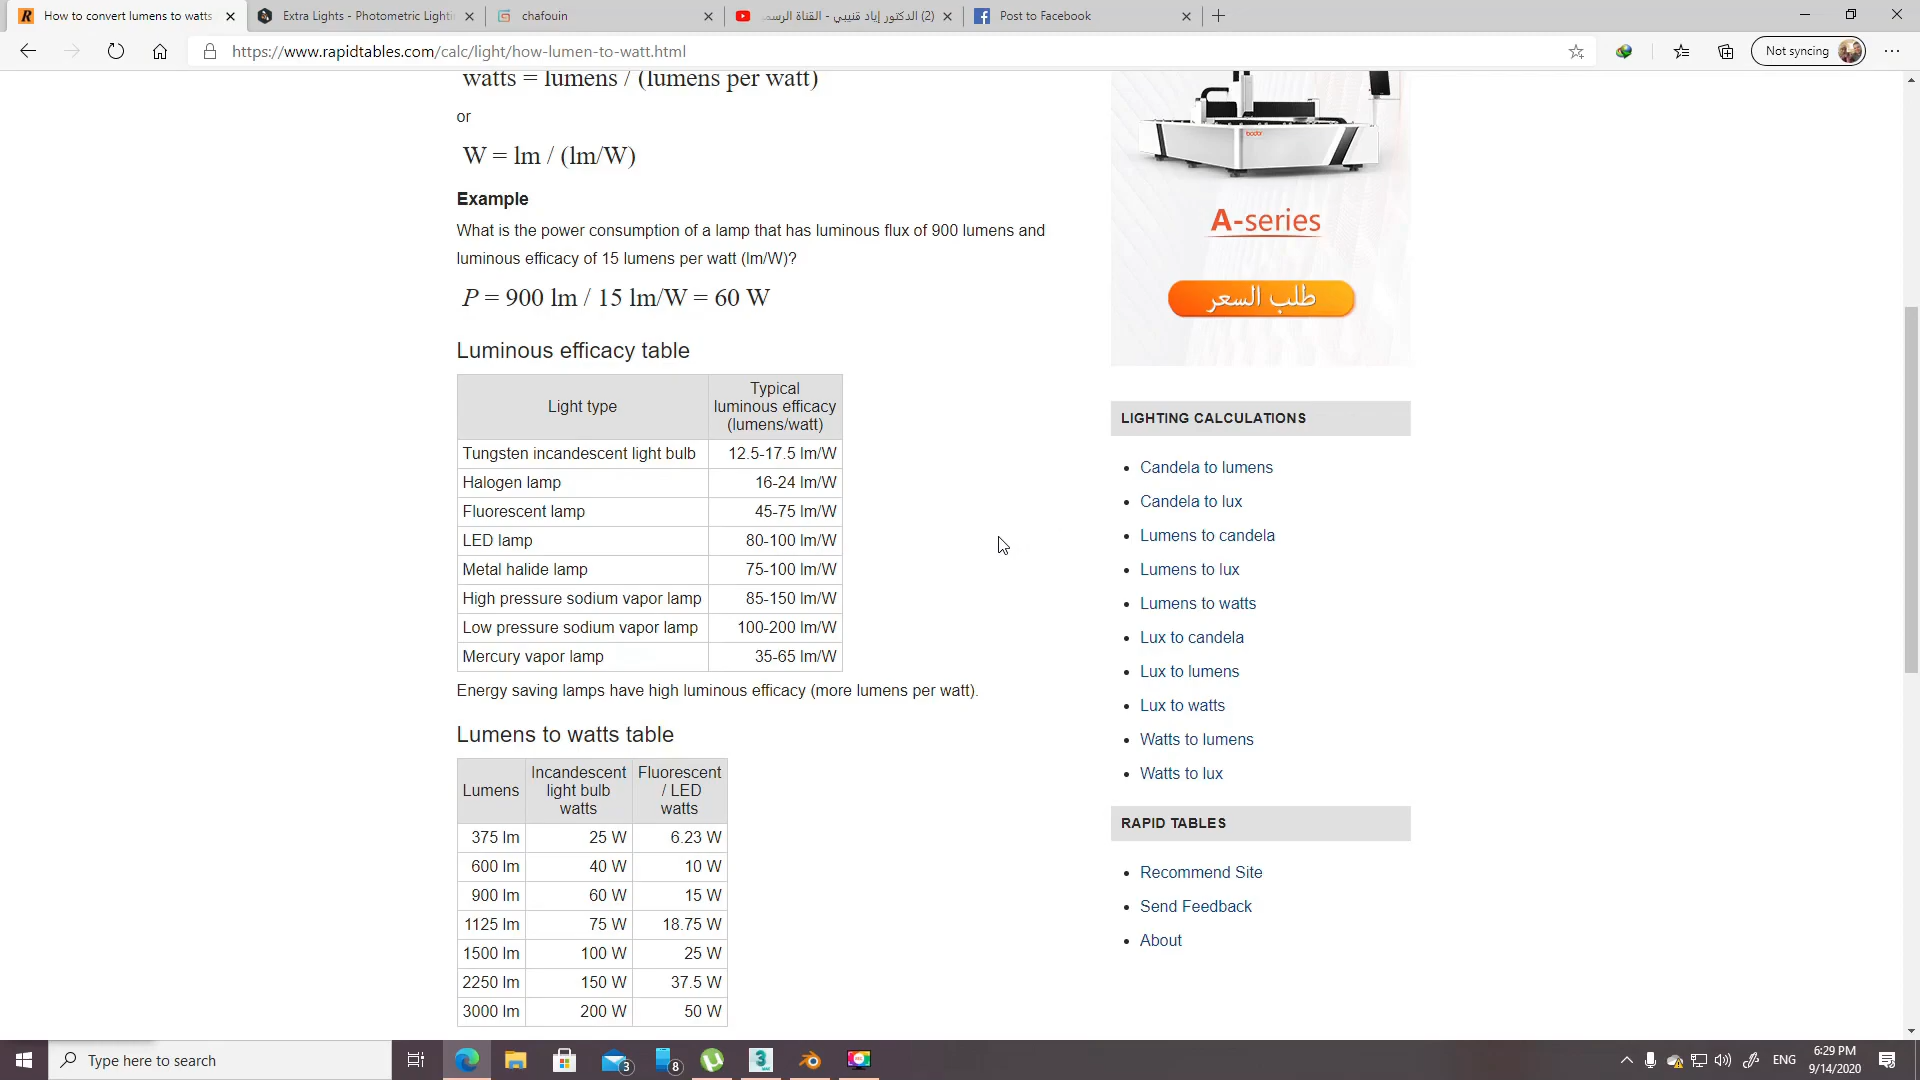 How to convert lumens to watts
Extra Lights - Photometric Lighti
chafouin
(2) الدكتور إياد قنيبي - القناة الرسمي
Post to Facebook
https://www.rapidtables.com/calc/light/how-lumen-to-watt.html
Not syncing
watts = lumens / (lumens per watt)
or
W = lm / (lm/W)
Example
What is the power consumption of a lamp that has luminous flux of 900 lumens and
luminous efficacy of 15 lumens per watt (lm/W)?
P = 900 lm / 15 lm/W = 60 W
Luminous efficacy table
Light type
Typical
luminous efficacy
(lumens/watt)
Tungsten incandescent light bulb 12.5-17.5 lm/W
Halogen lamp 16-24 lm/W
Fluorescent lamp 45-75 lm/W
LED lamp 80-100 lm/W
Metal halide lamp 75-100 lm/W
High pressure sodium vapor lamp 85-150 lm/W
Low pressure sodium vapor lamp 100-200 lm/W
Mercury vapor lamp 35-65 lm/W
Energy saving lamps have high luminous efficacy (more lumens per watt).
Lumens to watts table
Lumens
Incandescent
light bulb
watts
Fluorescent
/ LED
watts
375 lm 25 W 6.23 W
600 lm 40 W 10 W
900 lm 60 W 15 W
1125 lm 75 W 18.75 W
1500 lm 100 W 25 W
2250 lm 150 W 37.5 W
3000 lm 200 W 50 W
bodor
A-series
طلب السعر
LIGHTING CALCULATIONS
Candela to lumens
Candela to lux
Lumens to candela
Lumens to lux
Lumens to watts
Lux to candela
Lux to lumens
Lux to watts
Watts to lumens
Watts to lux
RAPID TABLES
Recommend Site
Send Feedback
About
Type here to search
3
8
ENG
6:29 PM
9/14/2020